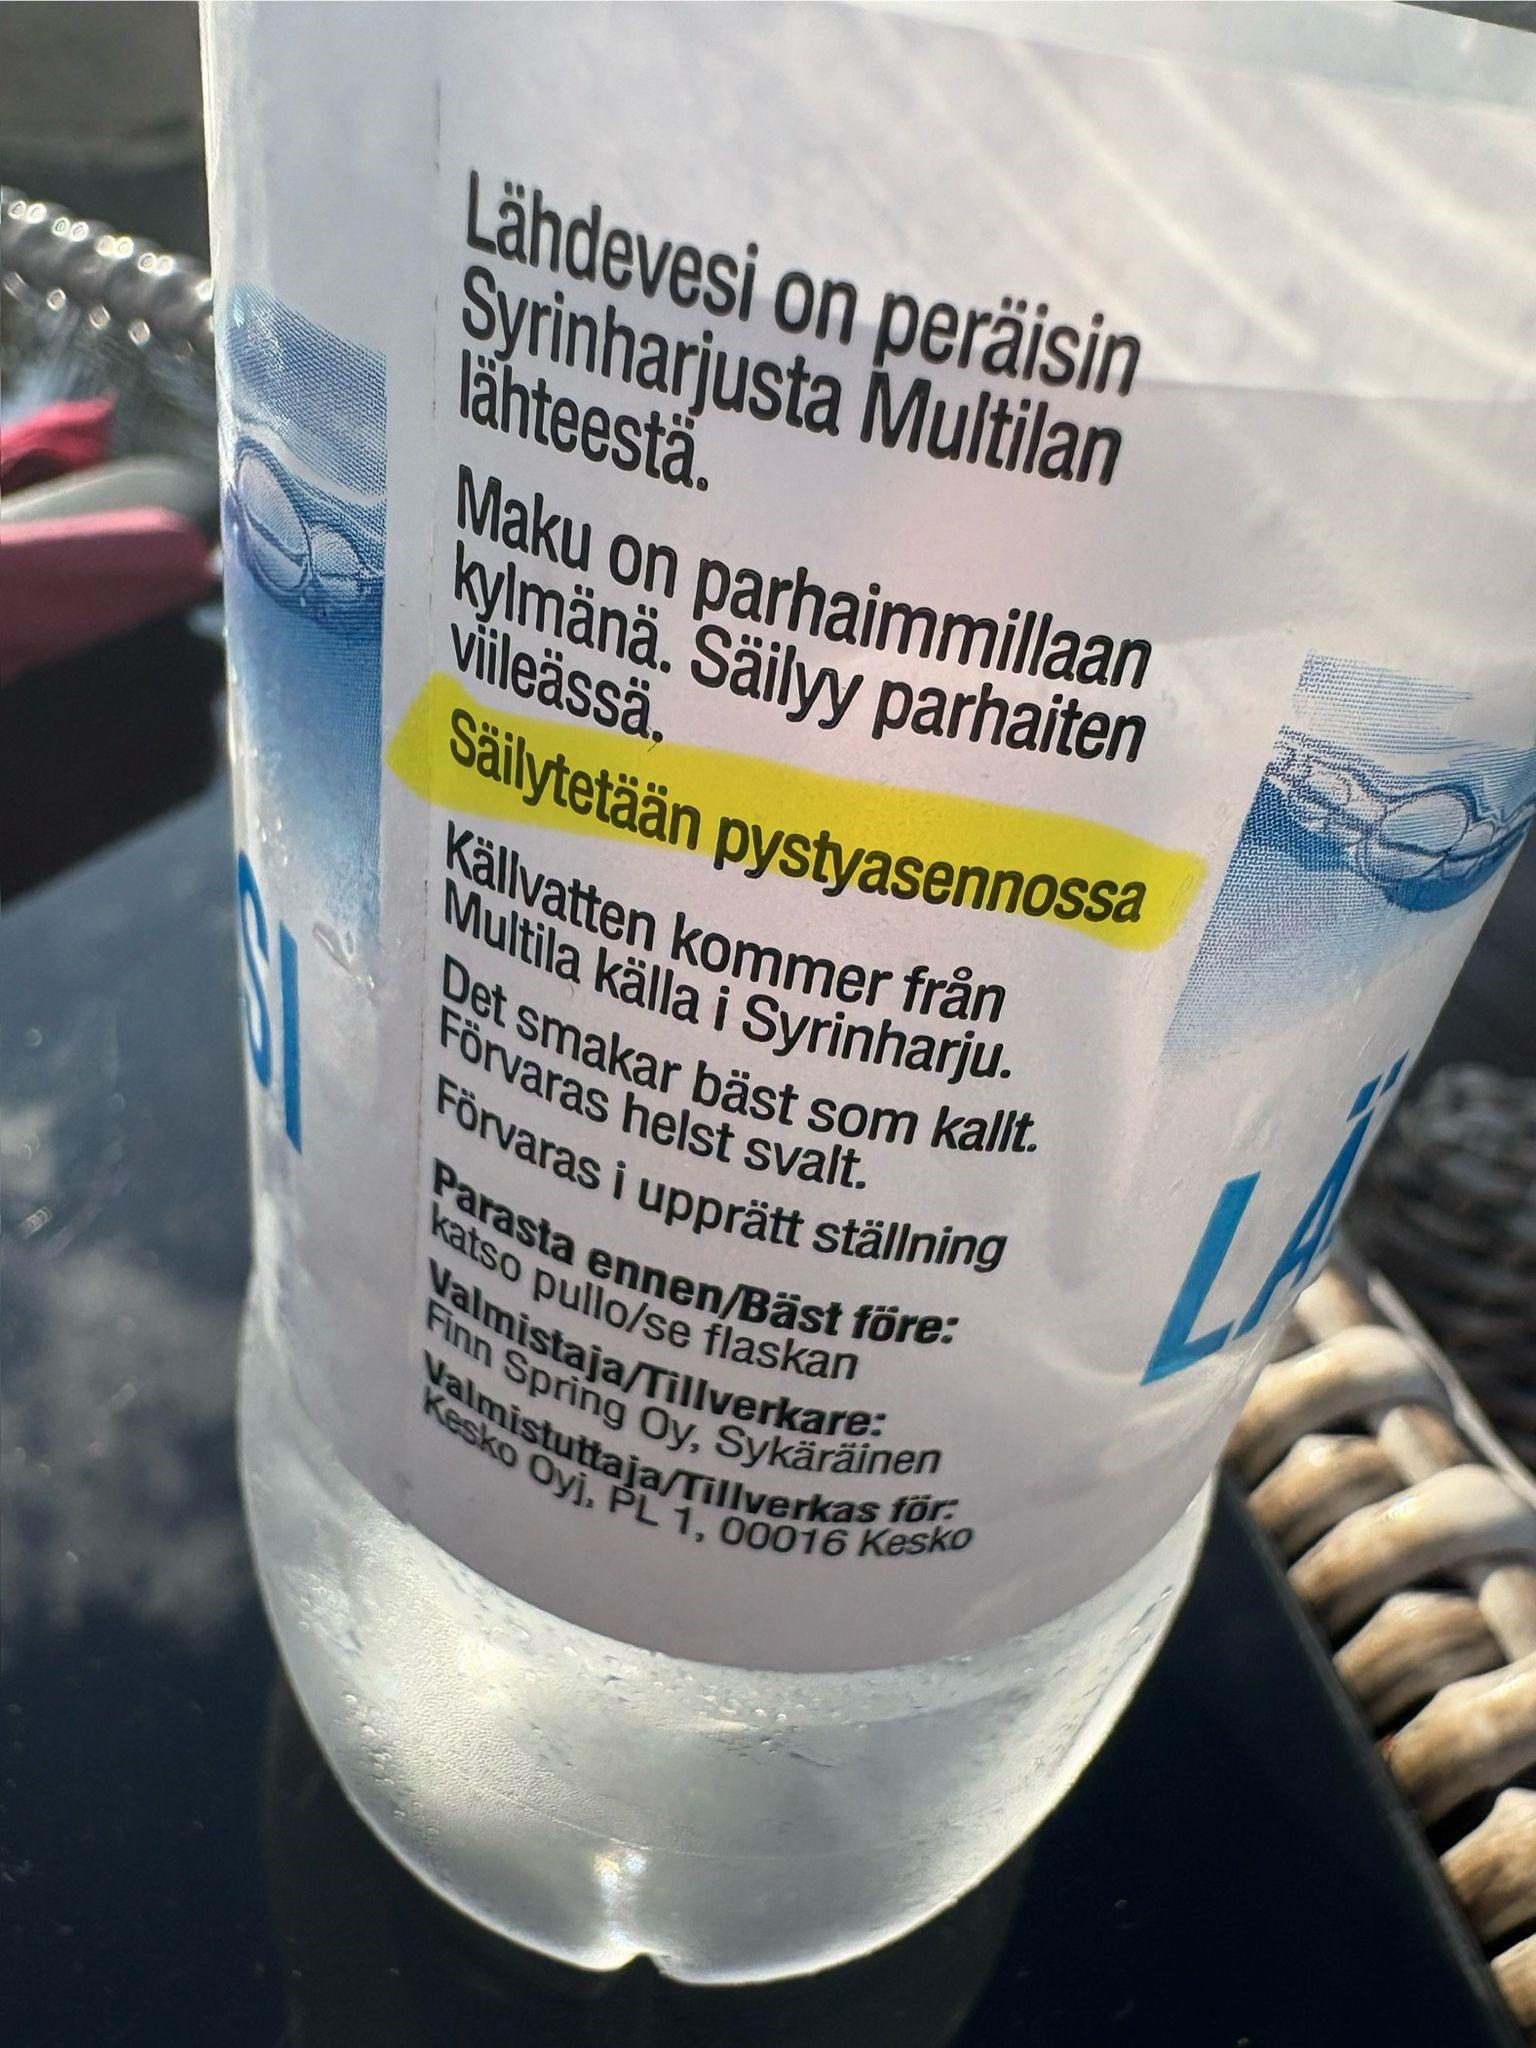 Lähdevesi on peräisin
Syrinharjusta Multilan
lähteestä.
Maku on parhaimmillaan
kylmänä. Säilyy parhaiten
viileässä.
Säilytetään pystyasennossa
Källvatten kommer från
Multila källa i Syrinharju.
Det smakar bäst som kallt.
Förvaras helst svalt.
Förvaras i upprätt ställning
Parasta ennen/Bäst före:
katso pullo/se flaskan
Valmistaja/Tillverkare:
Finn Spring Oy, Sykäräinen
Valmistuttaja/Tillverkas för:
Kesko Oyj, PL 1, 00016 Kesko
SI
LÄ